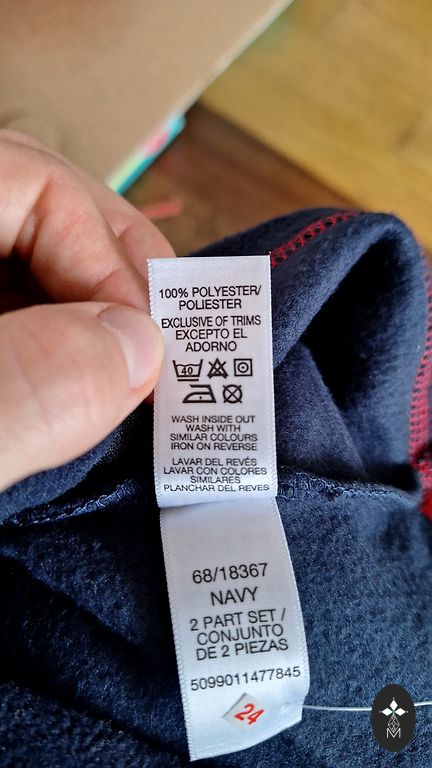 100% POLYESTER/
POLIESTER
EXCLUSIVE OF TRIMS
EXCEPTO EL
ADORNO
40
WASH INSIDE OUT
WASH WITH
SIMILAR COLOURS
IRON ON REVERSE
LAVAR DEL REVÉS
LAVAR CON COLORES
SIMILARES
PLANCHAR DEL REVES
68/18367
NAVY
2 PART SET /
CONJUNTO
DE 2 PIEZAS
5099011477845
24
M